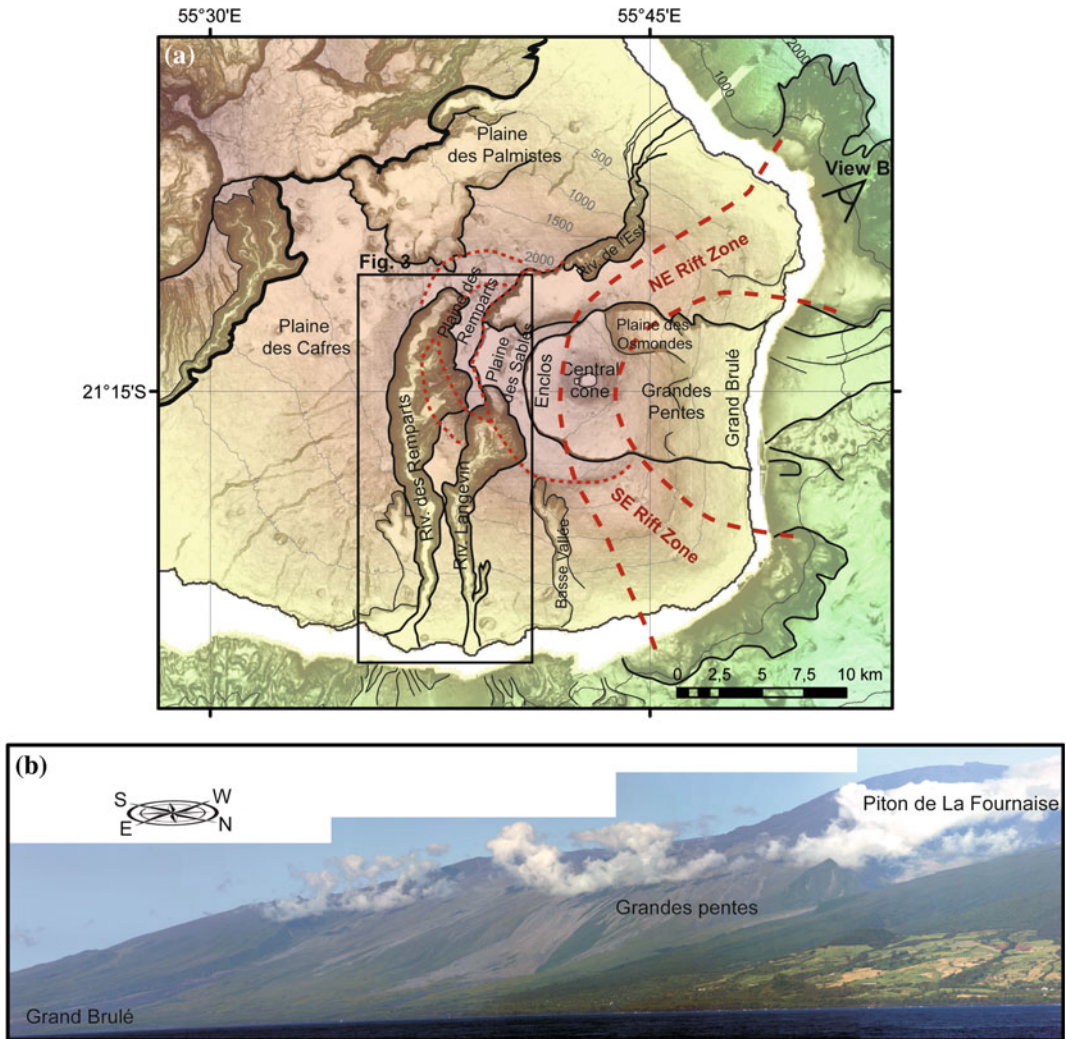 55°30'E
55°45'E
(a)
2000
1000
Plaine
des Palmistes
View B
500
1000
1500
2000
Riv. de l'Est
NE Rift Zone
Fig. 3
Plaine des
Remparts
Plaine
des Cafres
Plaine
des Sables
Enclos
Central
cone
Plaine des
Osmondes
Grandes
Pentes
Grand Brulé
21°15'S
Riv. des Remparts
Riv. Langevin
Basse Vallée
SE Rift Zone
0 2,5 5 7,5 10 km
(b)
S W
E N
Piton de La Fournaise
Grandes pentes
Grand Brulé